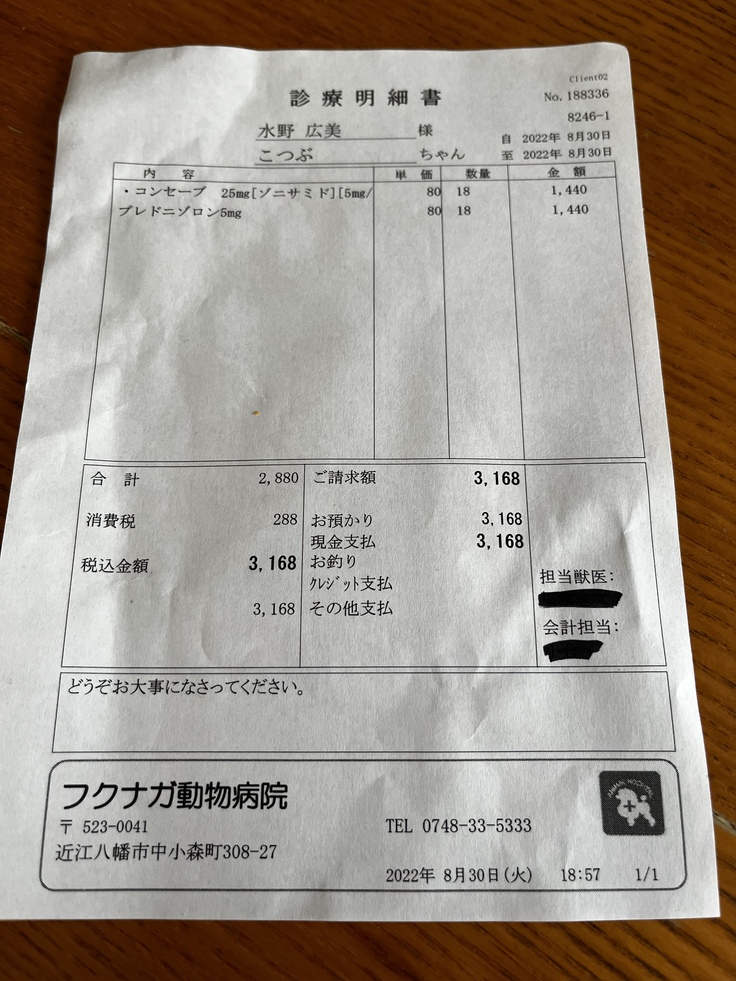 Client02
診療明細書
No. 188336
8246-1
水野 広美 様
自 2022年 8月30日
こつぶ ちゃん
至 2022年 8月30日
内 容 単 価 数量 金 額
・コンセーブ 25mg[ゾニサミド][5mg/ 80 18 1,440
プレドニゾロン5mg 80 18 1,440
合 計 2,880 ご請求額 3,168
消費税 288 お預かり 3,168
現金支払 3,168
税込金額 3,168 お釣り
クレジット支払
担当獣医:
3,168 その他支払
会計担当:
どうぞお大事になさってください。
フクナガ動物病院
ANIMAL HOSPITAL
〒 523-0041 TEL 0748-33-5333
近江八幡市中小森町308-27
2022年 8月30日(火) 18:57 1/1